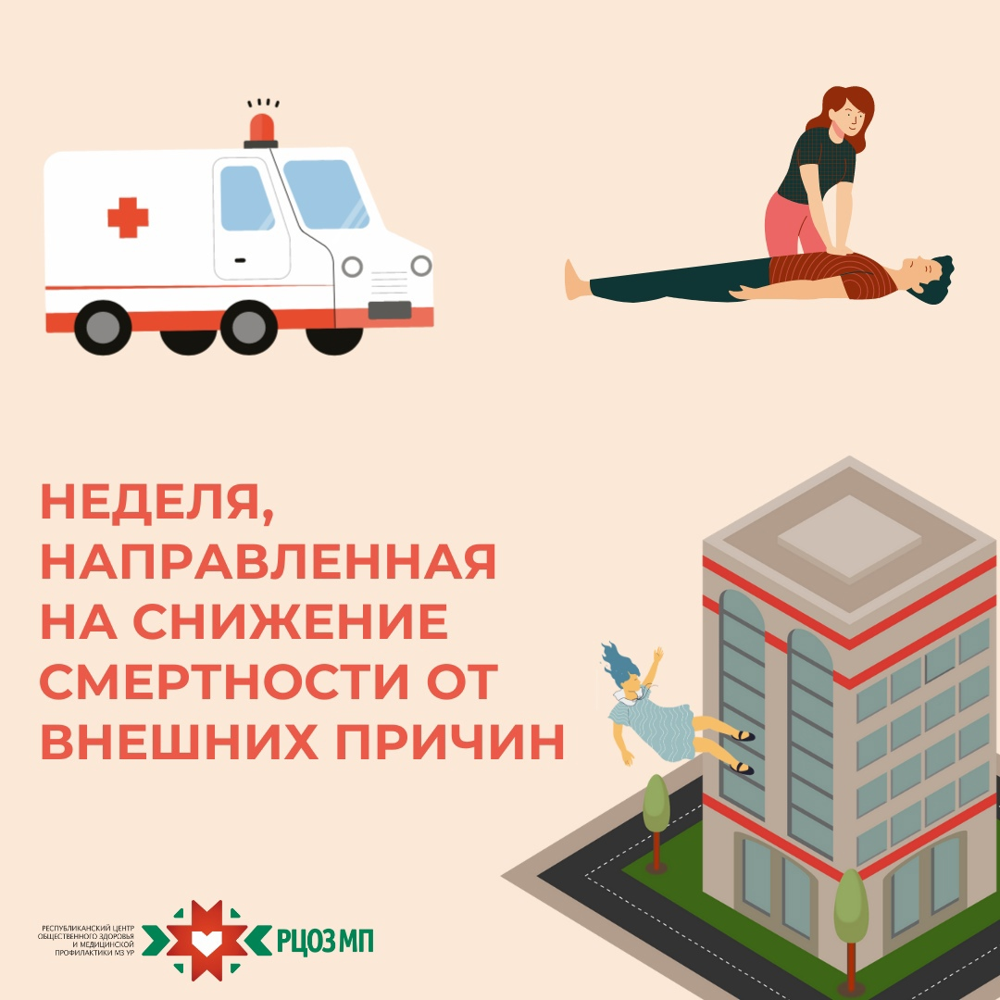 НЕДЕЛЯ,
НАПРАВЛЕННАЯ
НА СНИЖЕНИЕ
СМЕРТНОСТИ ОТ
ВНЕШНИХ ПРИЧИН
РЕСПУБЛИКАНСКИЙ ЦЕНТР
ОБЩЕСТВЕННОГО ЗДОРОВЬЯ
И МЕДИЦИНСКОЙ
ПРОФИЛАКТИКИ МЗ УР
РЦОЗ МП